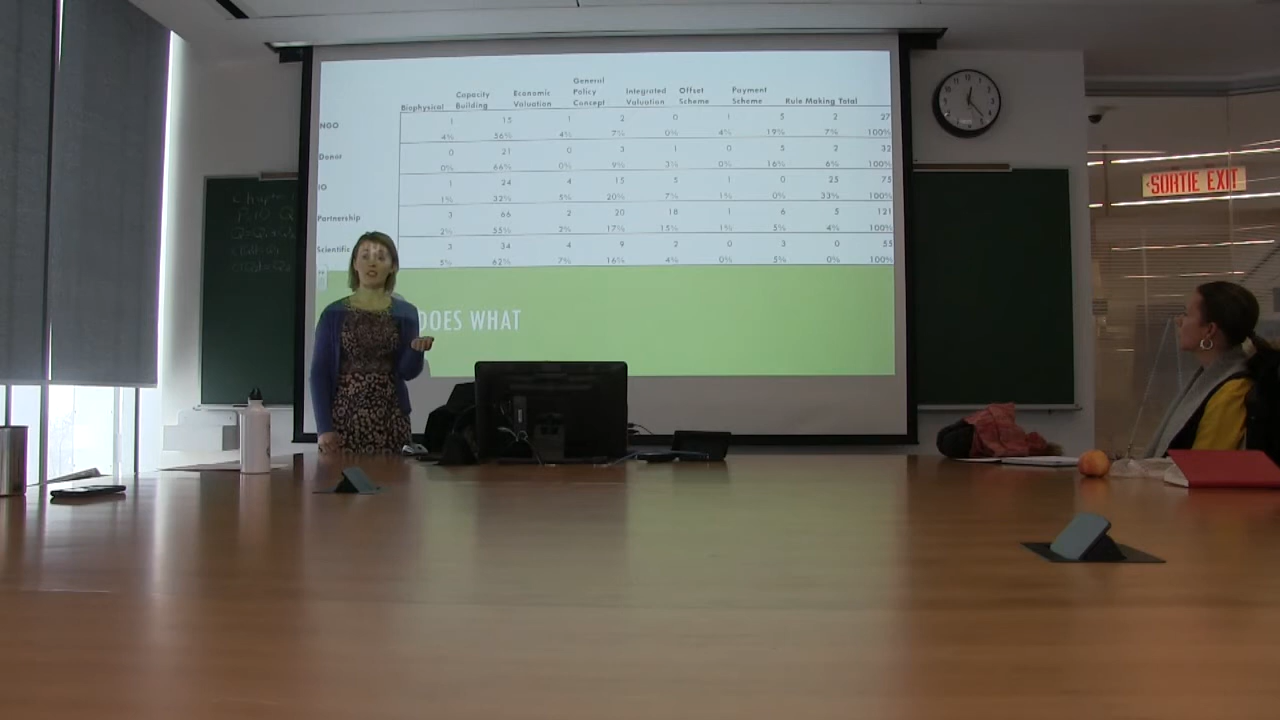 General
Capacity Economic Policy Integrated Offset Payment
Biophysical Building Valuation Concept Valuation Scheme Scheme Rule Making Total
NGO 1 15 1 2 0 1 5 2 27
4% 56% 4% 7% 0% 4% 19% 7% 100%
Donor 0 21 0 3 1 0 5 2 32
0% 66% 0% 9% 3% 0% 16% 6% 100%
IO 1 24 4 15 5 1 0 25 75
1% 32% 5% 20% 7% 1% 0% 33% 100%
Partnership 3 66 2 20 18 1 6 5 121
2% 55% 2% 17% 15% 1% 5% 4% 100%
Scientific 3 34 4 9 2 0 3 0 55
5% 62% 7% 16% 4% 0% 5% 0% 100%
DOES WHAT
SORTIE EXIT
Chapter